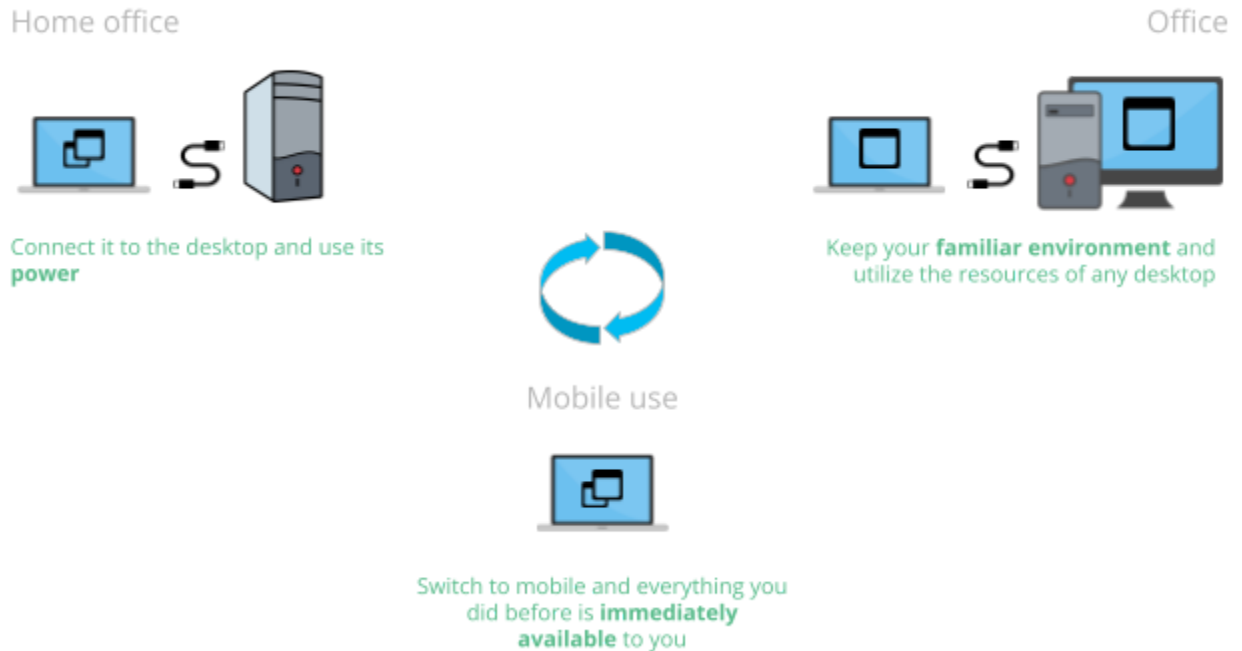 Home office
Office
Connect it to the desktop and use its
power
Keep your familiar environment and
utilize the resources of any desktop
Mobile use
Switch to mobile and everything you
did before is immediately
available to you